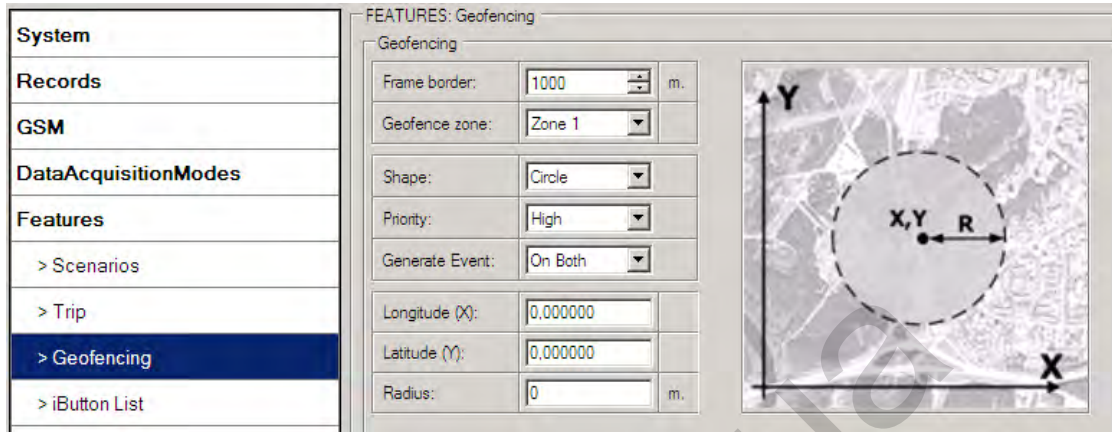 System
Records
GSM
DataAcquisitionModes
Features
> Scenarios
> Trip
> Geofencing
> iButton List
FEATURES: Geofencing
Geofencing
Frame border: 1000 m.
Geofence zone: Zone 1
Shape: Circle
Priority: High
Generate Event: On Both
Longitude (X): 0.000000
Latitude (Y): 0.000000
Radius: 0 m.
Y
X,Y R
X